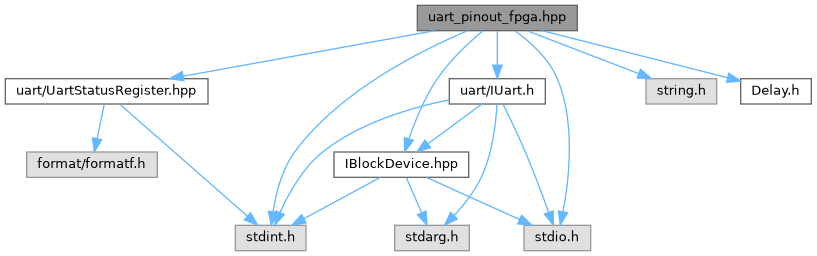 uart_pinout_fpga.hpp
uart/UartStatusRegister.hpp
uart/IUart.h
string.h
Delay.h
format/formatf.h
IBlockDevice.hpp
stdint.h
stdarg.h
stdio.h